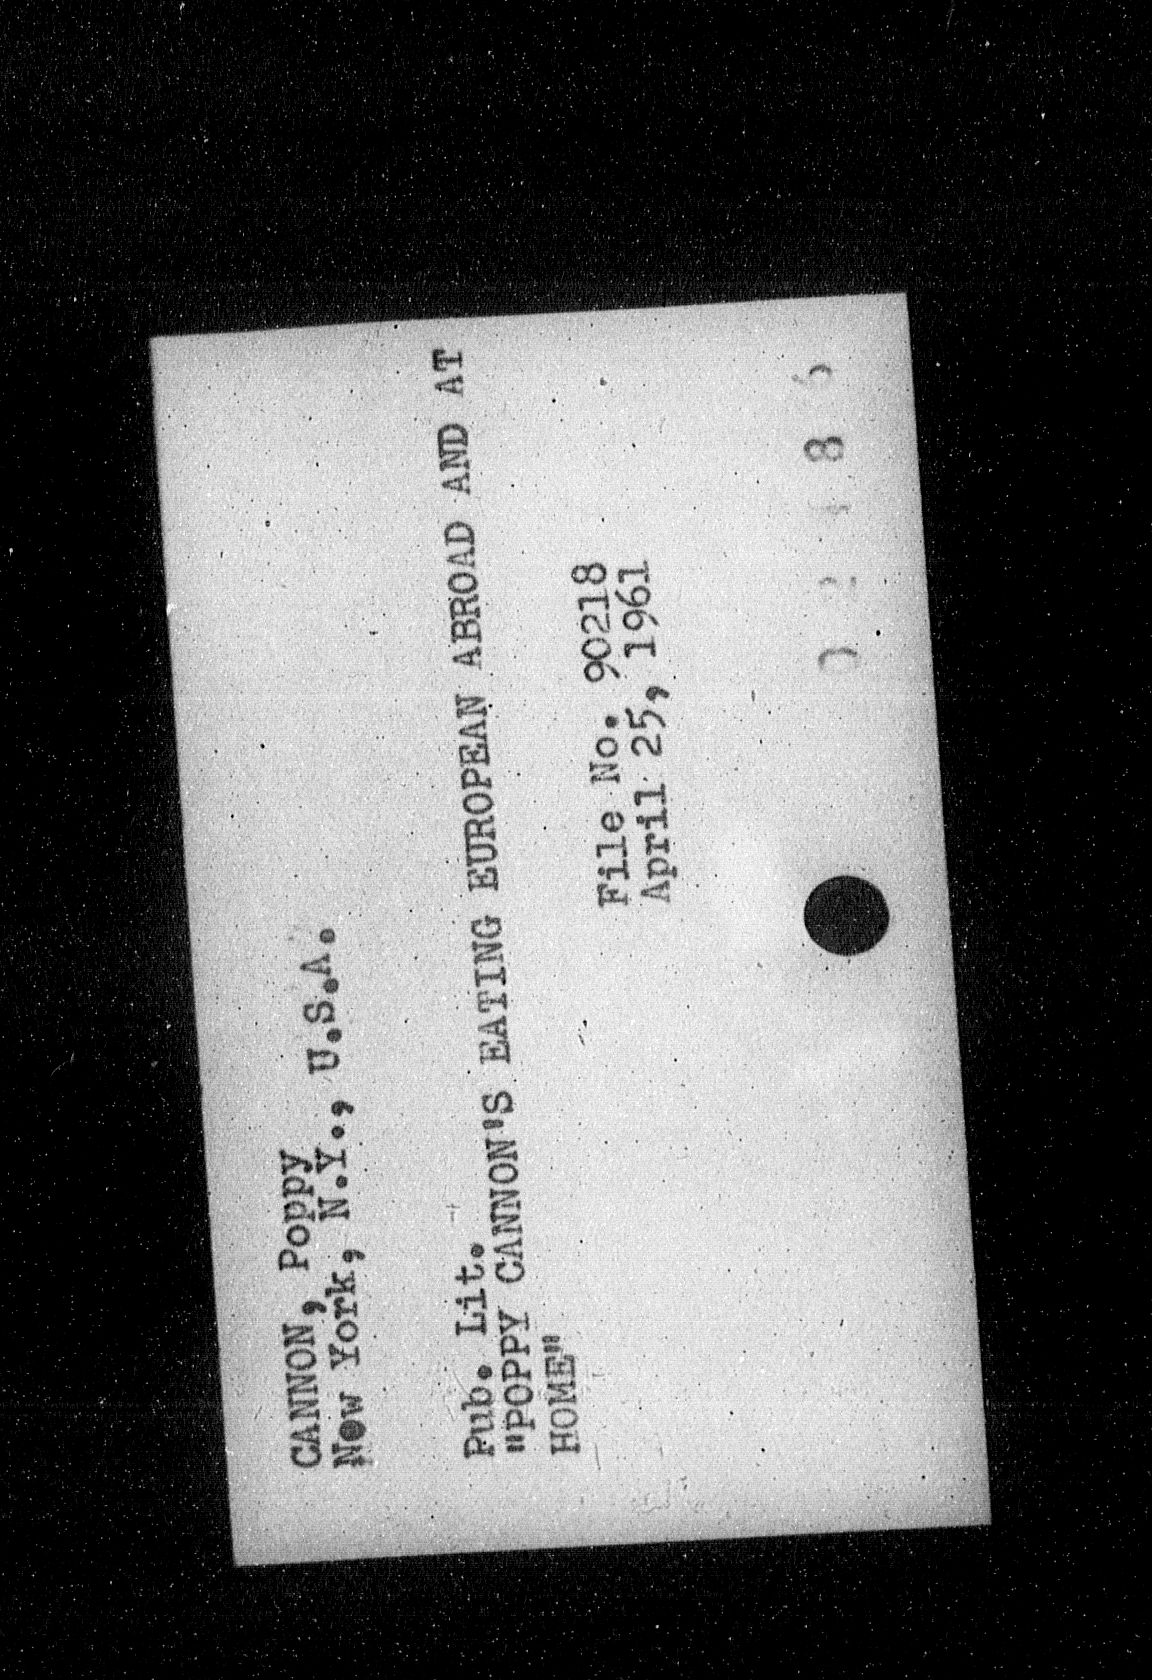 CANNON, Poppy
New York, N.Y., U.S.A.
Pub. Lit.
"POPPY CANNON'S EATING EUROPEAN ABROAD AND AT
HOME"
File No. 90218
April 25, 1961